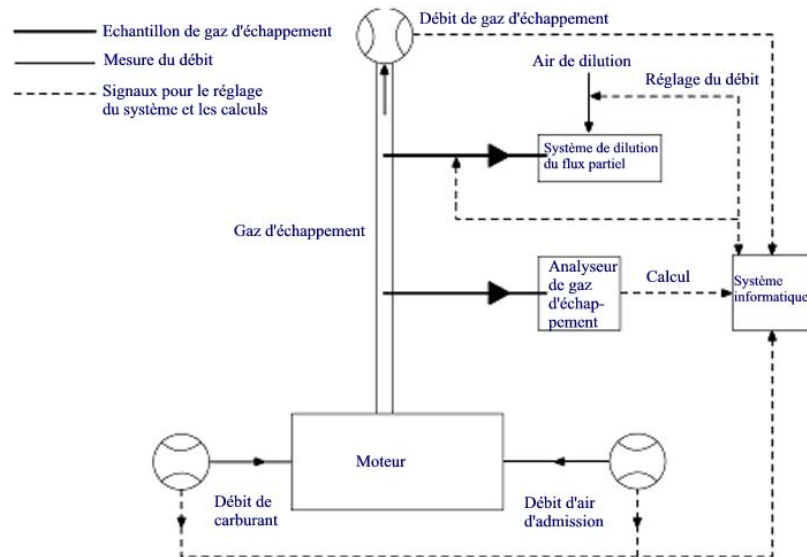 Débit de gaz d'échappement
Echantillon de gaz d'échappement
Mesure du débit
Signaux pour le réglage
du système et les calculs
Air de dilution
Réglage du débit
Système de dilution
du flux partiel
Gaz d'échappement
Analyseur
de gaz
d'échap-
pement
Calcul
Système
informatique
Moteur
Débit de
carburant
Débit d'air
d'admission